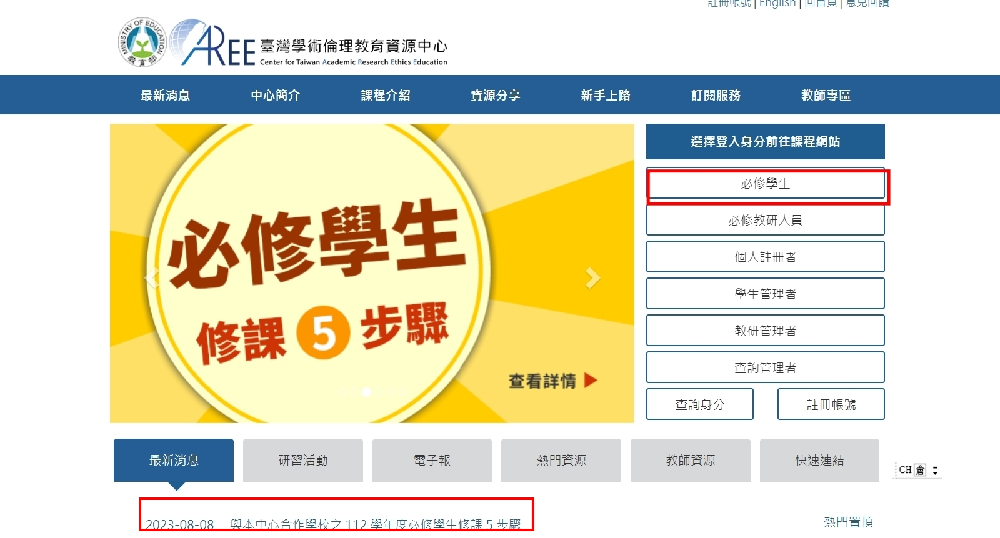 註冊帳號 | English | 回首頁 | 意見回饋
MINISTRY OF EDUCATION
教育部
AREE 臺灣學術倫理教育資源中心
Center for Taiwan Academic Research Ethics Education
最新消息 中心簡介 課程介紹 資源分享 新手上路 訂閱服務 教師專區
必修學生
修課 5 步驟
查看詳情
選擇登入身分前往課程網站
必修學生
必修教研人員
個人註冊者
學生管理者
教研管理者
查詢管理者
查詢身分 註冊帳號
最新消息 研習活動 電子報 熱門資源 教師資源 快速連結
CH 倉
2023-08-08 與本中心合作學校之 112 學年度必修學生修課 5 步驟 熱門置頂